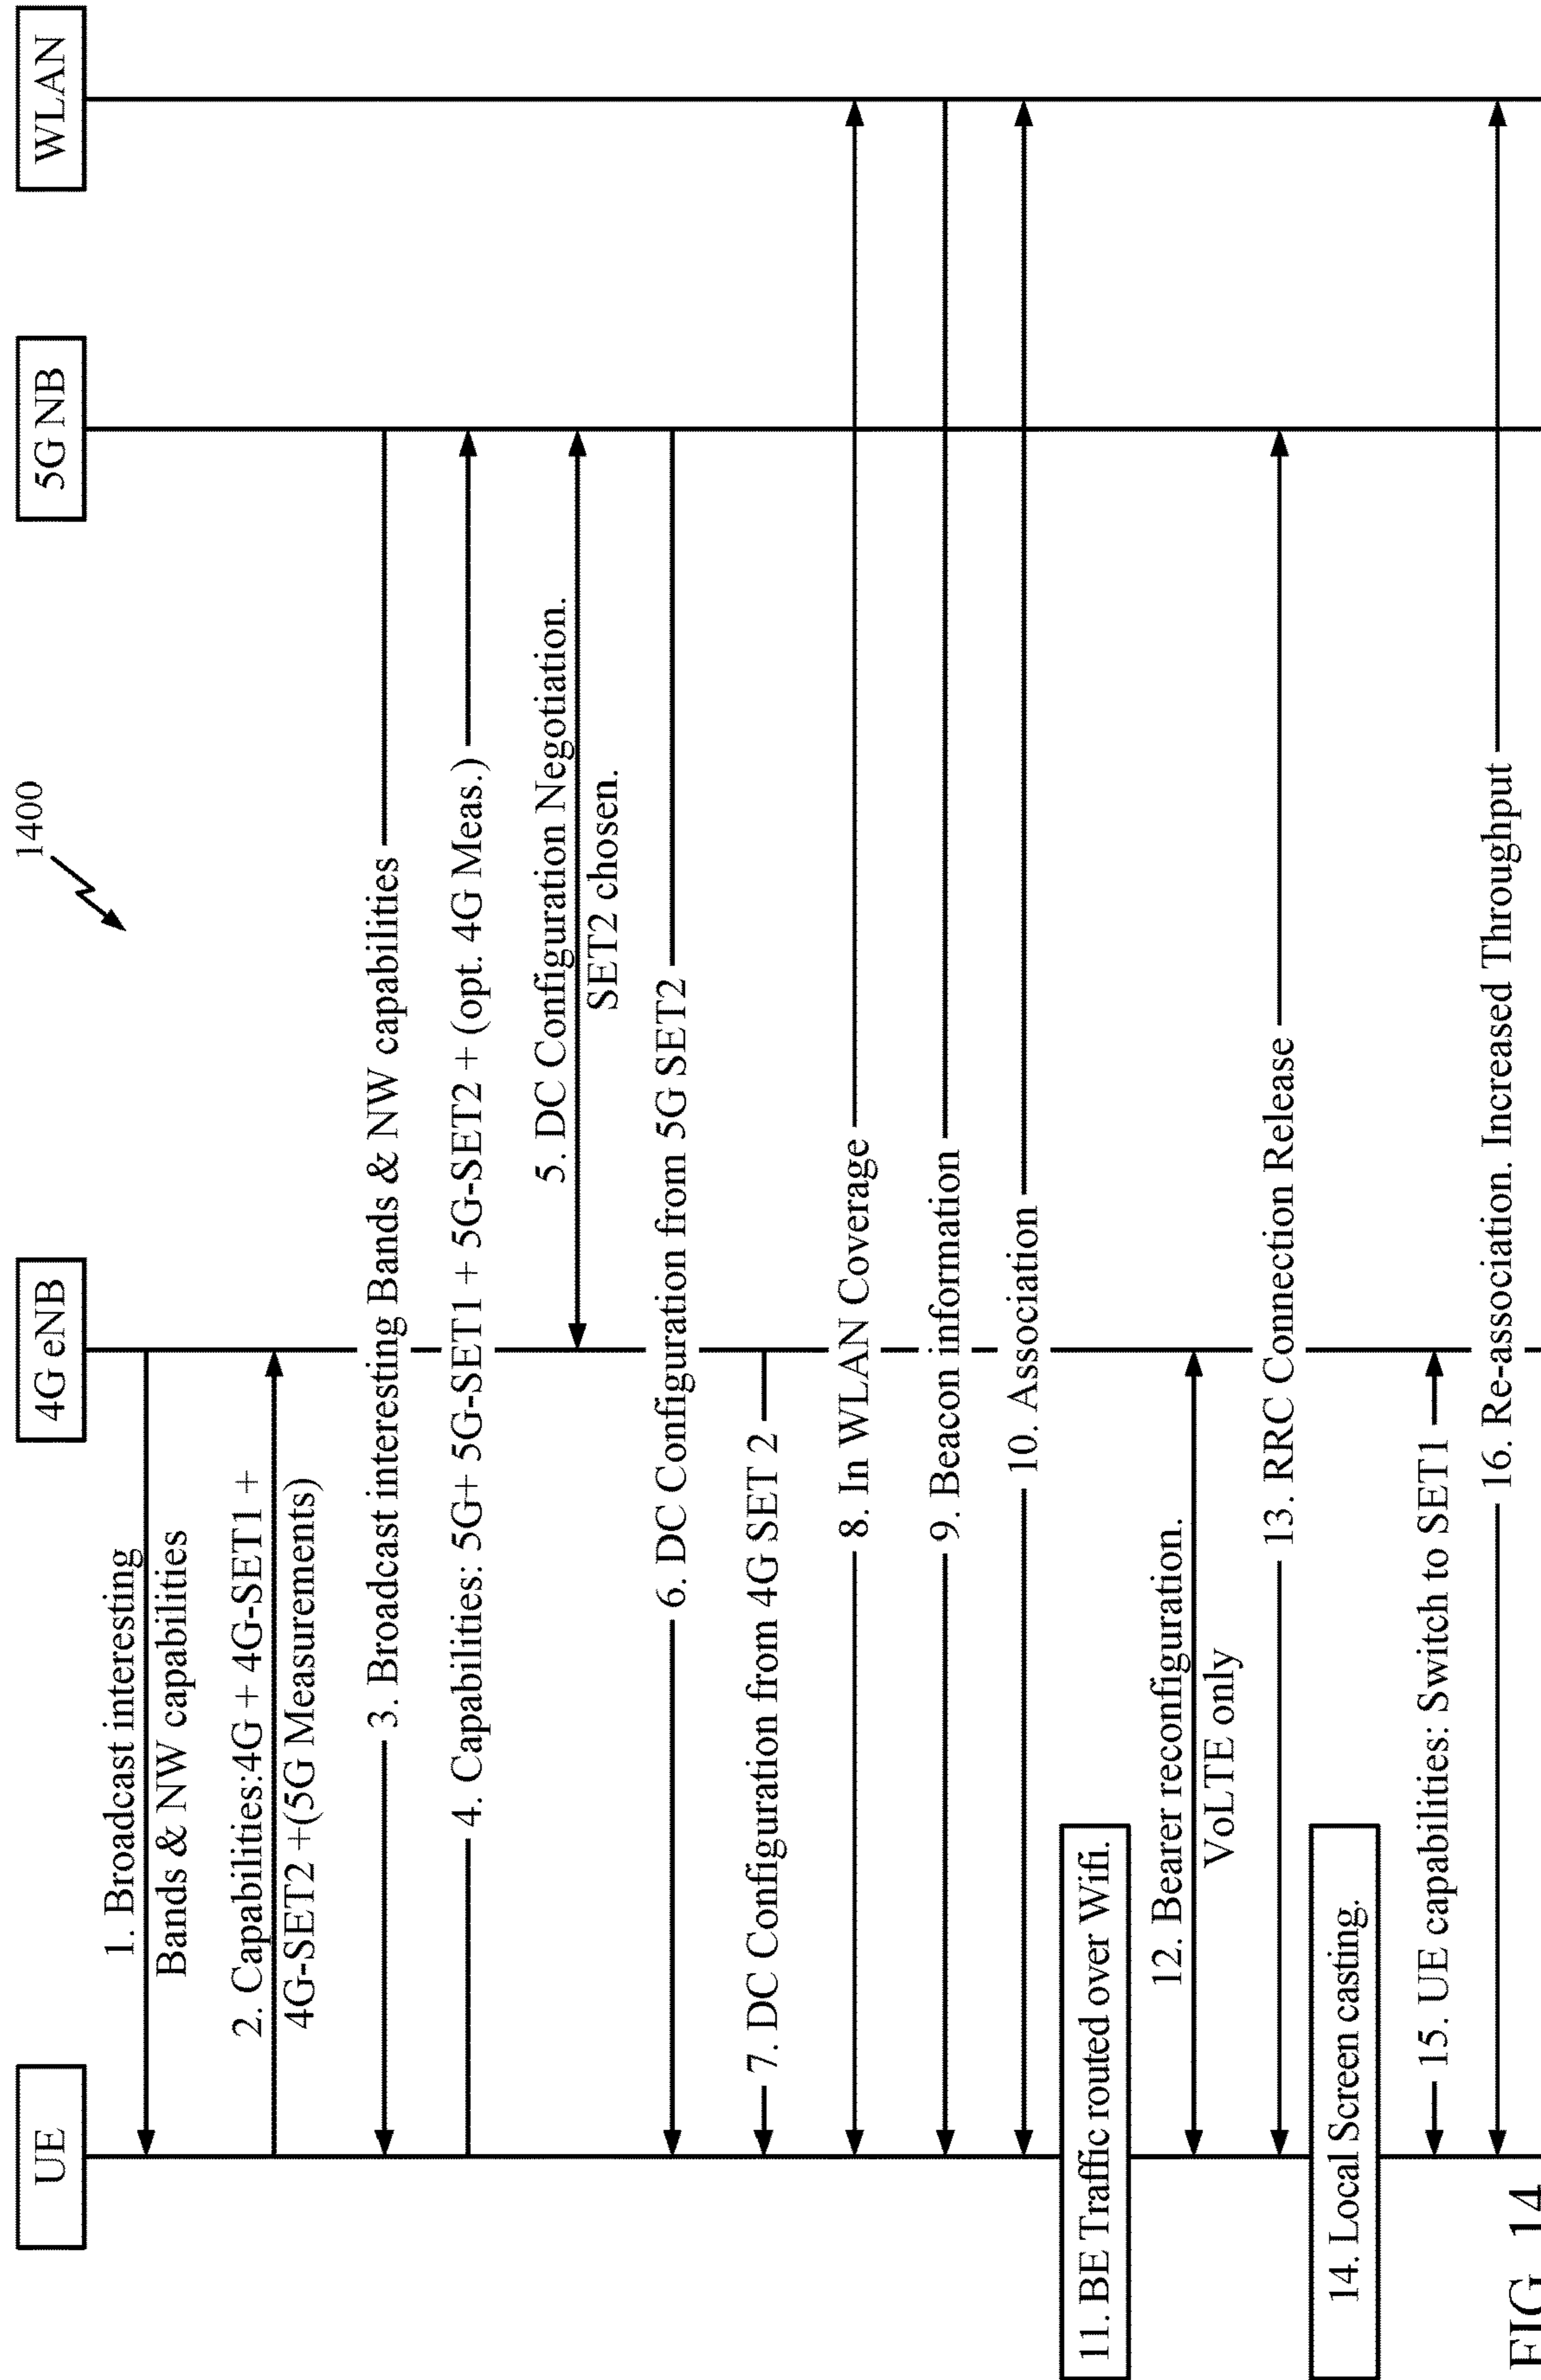 1400
UE
4G eNB
5G NB
WLAN
1. Broadcast interesting
Bands & NW capabilities
2. Capabilities:4G + 4G-SET1 +
4G-SET2 +(5G Measurements)
3. Broadcast interesting Bands & NW capabilities
4. Capabilities: 5G+ 5G-SET1 + 5G-SET2 + (opt. 4G Meas.)
5. DC Configuration Negotiation.
SET2 chosen.
6. DC Configuration from 5G SET2
7. DC Configuration from 4G SET 2
8. In WLAN Coverage
9. Beacon information
10. Association
11. BE Traffic routed over Wifi.
12. Bearer reconfiguration.
VoLTE only
13. RRC Connection Release
14. Local Screen casting.
15. UE capabilities: Switch to SET1
16. Re-association. Increased Throughput
FIG. 14